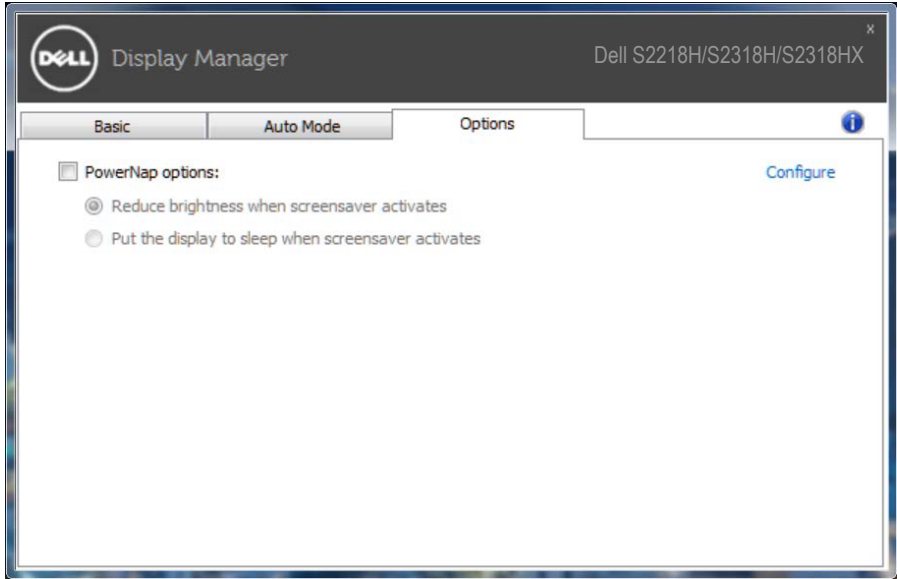 x
DELL Display Manager
Dell S2218H/S2318H/S2318HX
Basic Auto Mode Options i
PowerNap options: Configure
Reduce brightness when screensaver activates
Put the display to sleep when screensaver activates